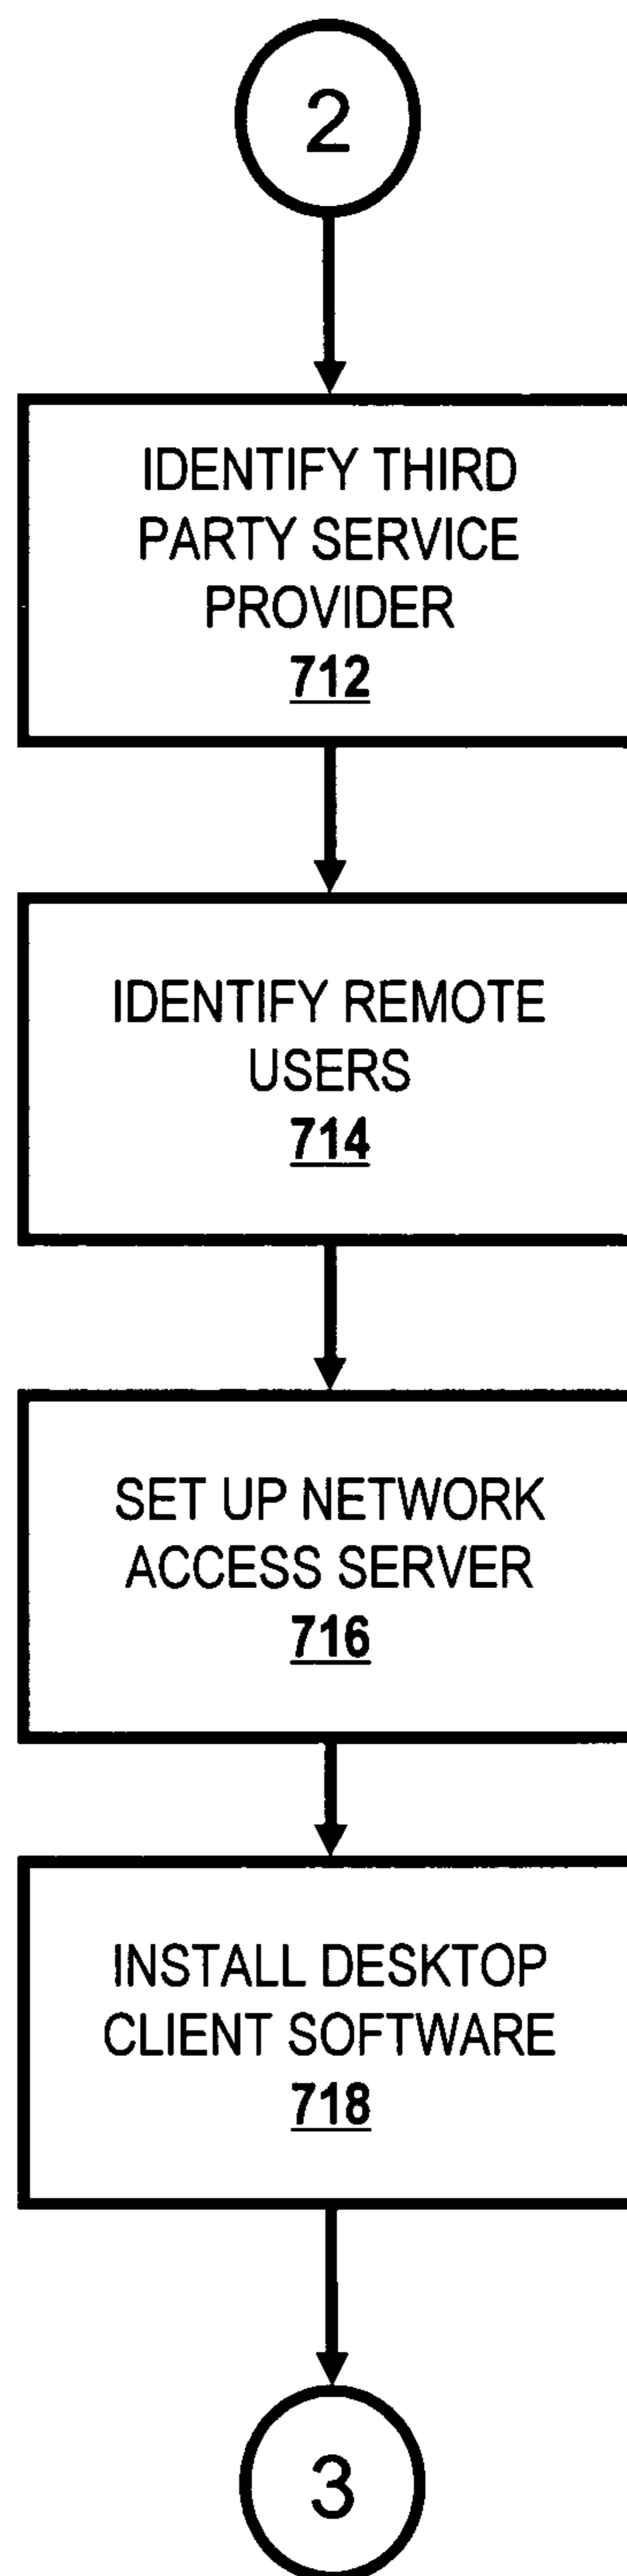 2
IDENTIFY THIRD
PARTY SERVICE
PROVIDER
712
IDENTIFY REMOTE
USERS
714
SET UP NETWORK
ACCESS SERVER
716
INSTALL DESKTOP
CLIENT SOFTWARE
718
3